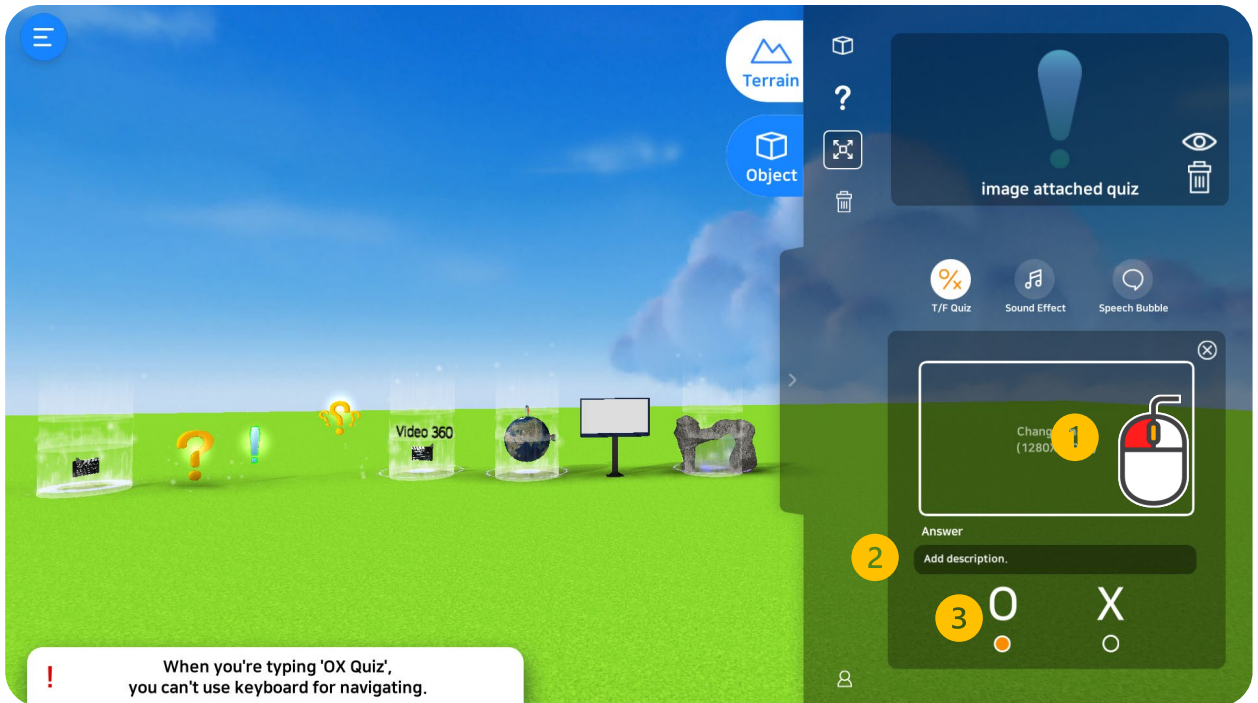 Terrain
Object
?
image attached quiz
T/F Quiz
Sound Effect
Speech Bubble
Video 360
1
Answer
2
Add description.
3
O X
!
When you're typing 'OX Quiz',
you can't use keyboard for navigating.